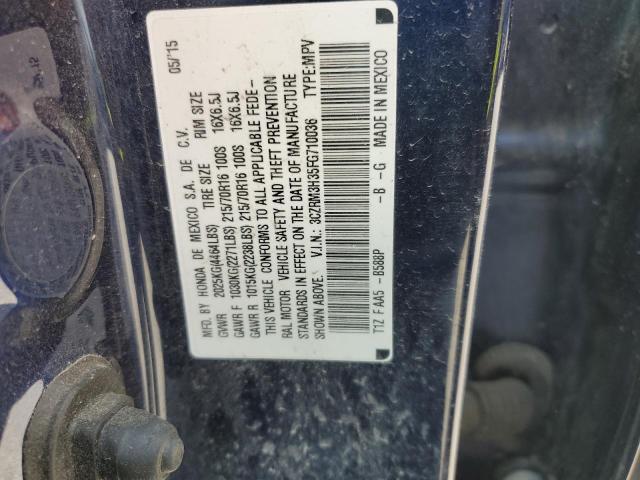 MFD. BY HONDA DE MEXICO S.A. DE C.V. 05/'15
GVWR 2025KG(4464LBS) TIRE SIZE RIM SIZE
GAWR F 1030KG(2271LBS) 215/70R16 100S 16X6.5J
GAWR R 1015KG(2238LBS) 215/70R16 100S 16X6.5J
THIS VEHICLE CONFORMS TO ALL APPLICABLE FEDE-
RAL MOTOR VEHICLE SAFETY AND THEFT PREVENTION
STANDARDS IN EFFECT ON THE DATE OF MANUFACTURE
SHOWN ABOVE. V.I.N.: 3CZRM3H35FG710036 TYPE:MPV
T1Z FAA5 -B588P -B -G MADE IN MEXICO